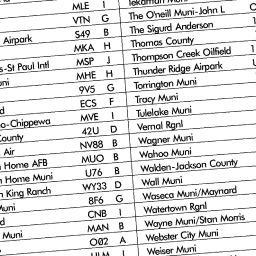 MLE I Tekamah Muni
VTN G The O'neill Muni-John L
S49 B The Sigurd Anderson
Airpark MKA H Thomas County
s-St Paul Intl MSP J Thompson Creek Oilfield
uni MHE H Thunder Ridge Airpark
9V5 G Torrington Muni
ECS F Tracy Muni
o-Chippewa MVE I Tulelake Muni
County 42U D Vernal Rgnl
Air NV88 B Wagner Muni
Home AFB MUO B Wahoo Muni
Home Muni U76 B Walden-Jackson County
n King Ranch WY33 D Wall Muni
Muni 8F6 G Waseca Muni/Maynard
CNB I Watertown Rgnl
Muni MAN B Wayne Muni/Stan Morris
O02 A Webster City Muni
ULM I Weiser Muni